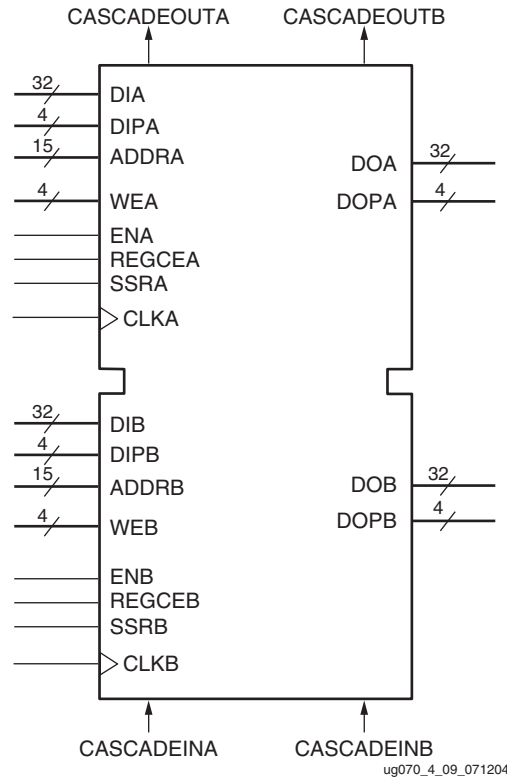 CASCADEOUTA CASCADEOUTB
32 DIA
4 DIPA
15 ADDRA
DOA 32
4 WEA
DOPA 4
ENA
REGCEA
SSRA
CLKA
32 DIB
4 DIPB
15 ADDRB
DOB 32
4 WEB
DOPB 4
ENB
REGCEB
SSRB
CLKB
CASCADEINA CASCADEINB
ug070_4_09_071204